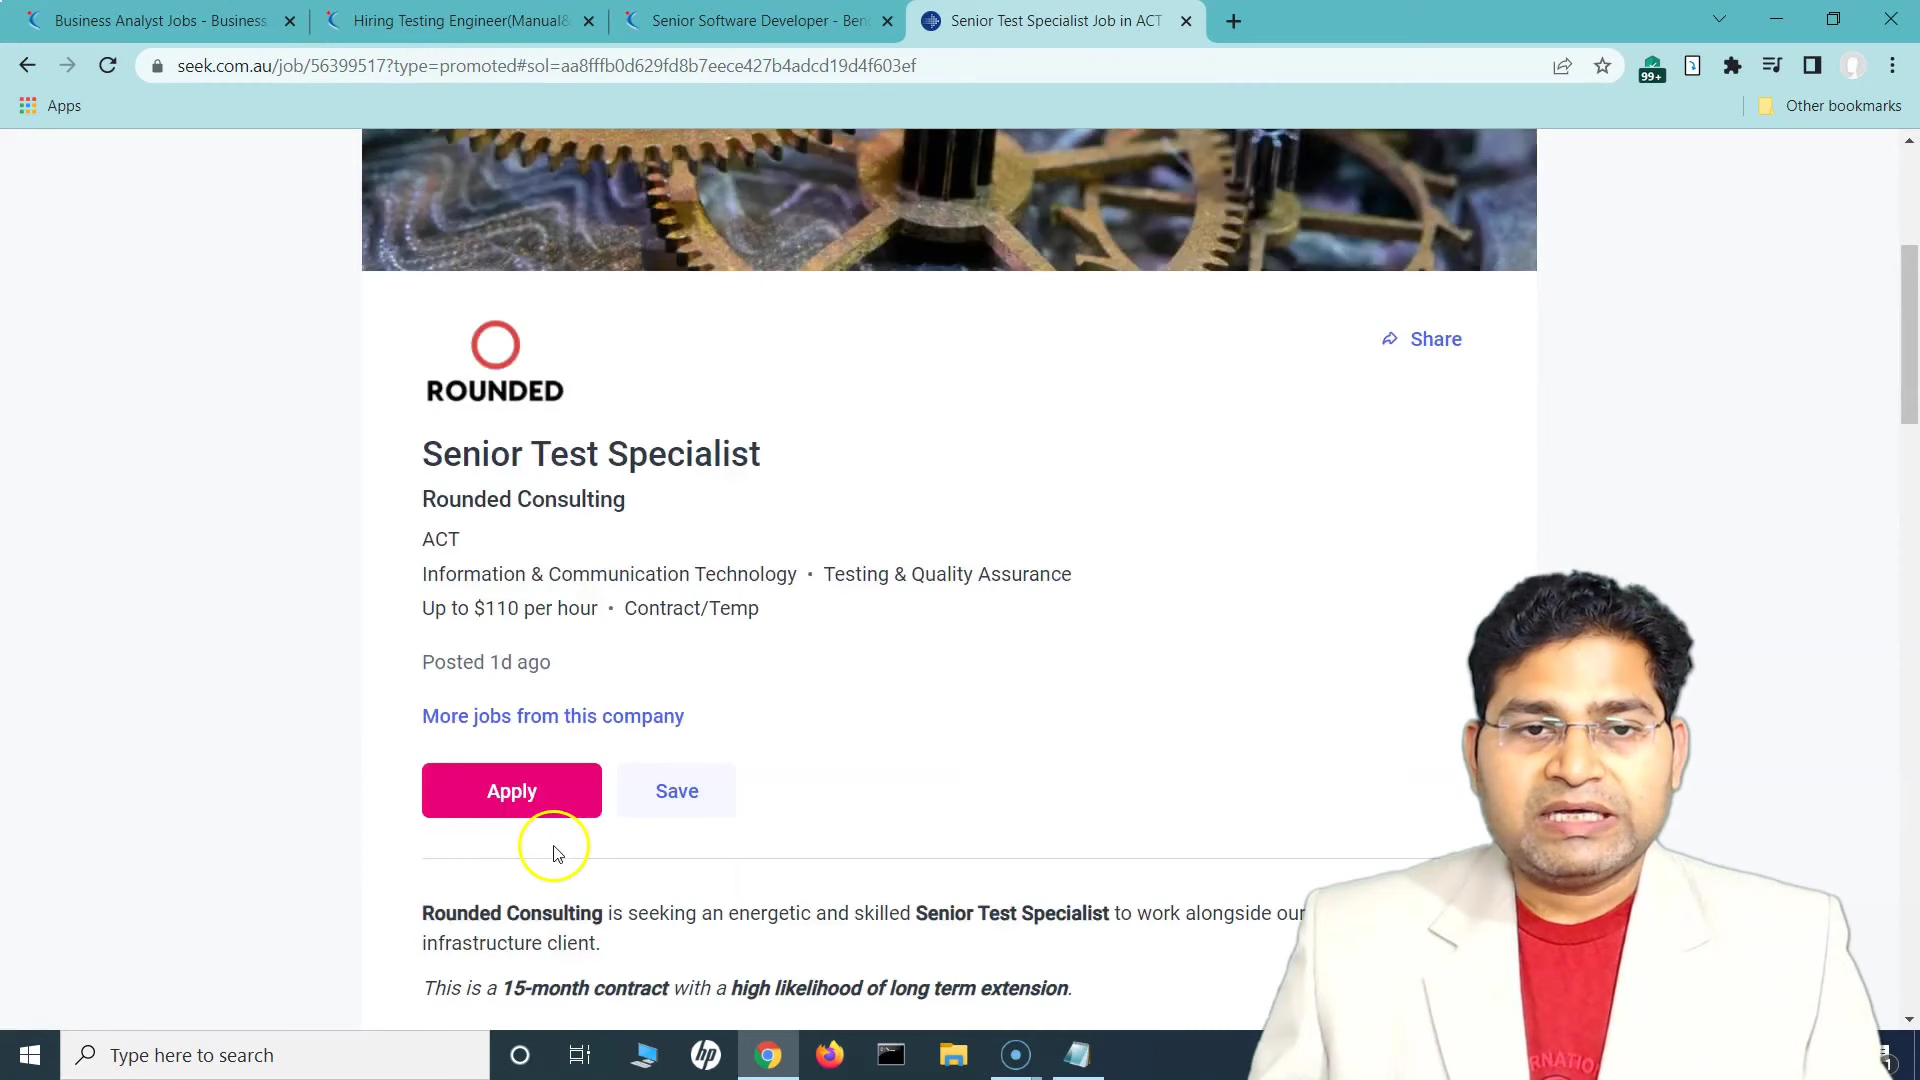 Business Analyst Jobs - Business
Hiring Testing Engineer(Manual&
Senior Software Developer - Ben
Senior Test Specialist Job in ACT
seek.com.au/job/56399517?type=promoted#sol=aa8fffb0d629fd8b7eece427b4adcd19d4f603ef
99+
Apps
Other bookmarks
ROUNDED
Share
Senior Test Specialist
Rounded Consulting
ACT
Information & Communication Technology • Testing & Quality Assurance
Up to $110 per hour • Contract/Temp
Posted 1d ago
More jobs from this company
Apply
Save
Rounded Consulting is seeking an energetic and skilled Senior Test Specialist to work alongside our
infrastructure client.
This is a 15-month contract with a high likelihood of long term extension.
Type here to search
hp
ERNATIO
1